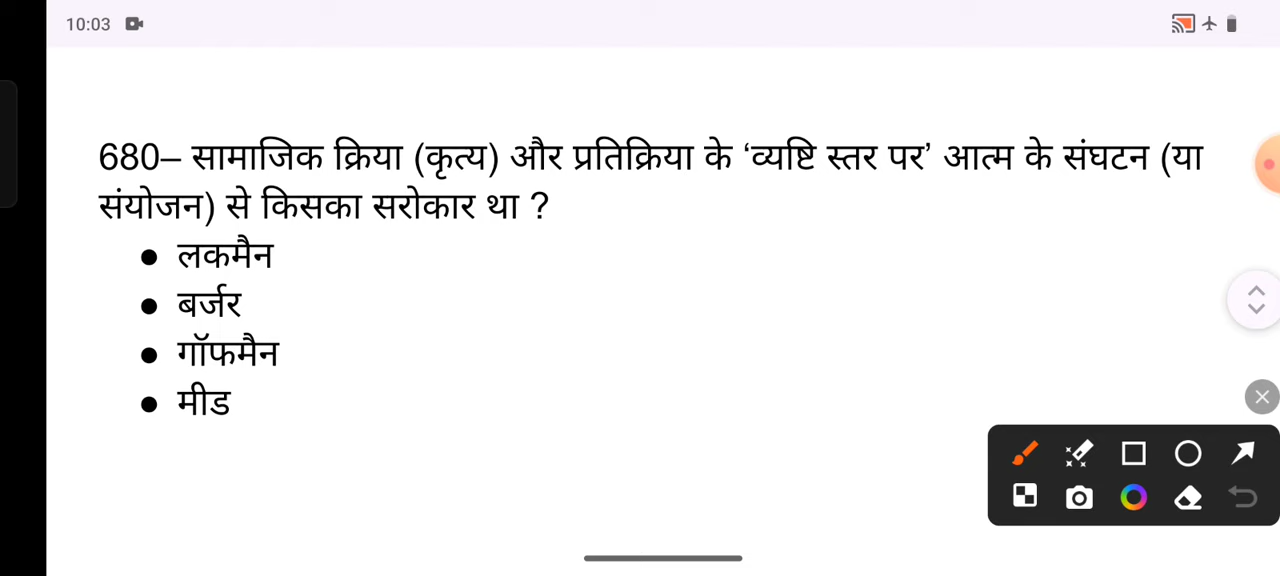 10:03
680– सामाजिक क्रिया (कृत्य) और प्रतिक्रिया के ‘व्यष्टि स्तर पर’ आत्म के संघटन (या
संयोजन) से किसका सरोकार था ?
● लकमैन
● बर्जर
● गॉफमैन
● मीड